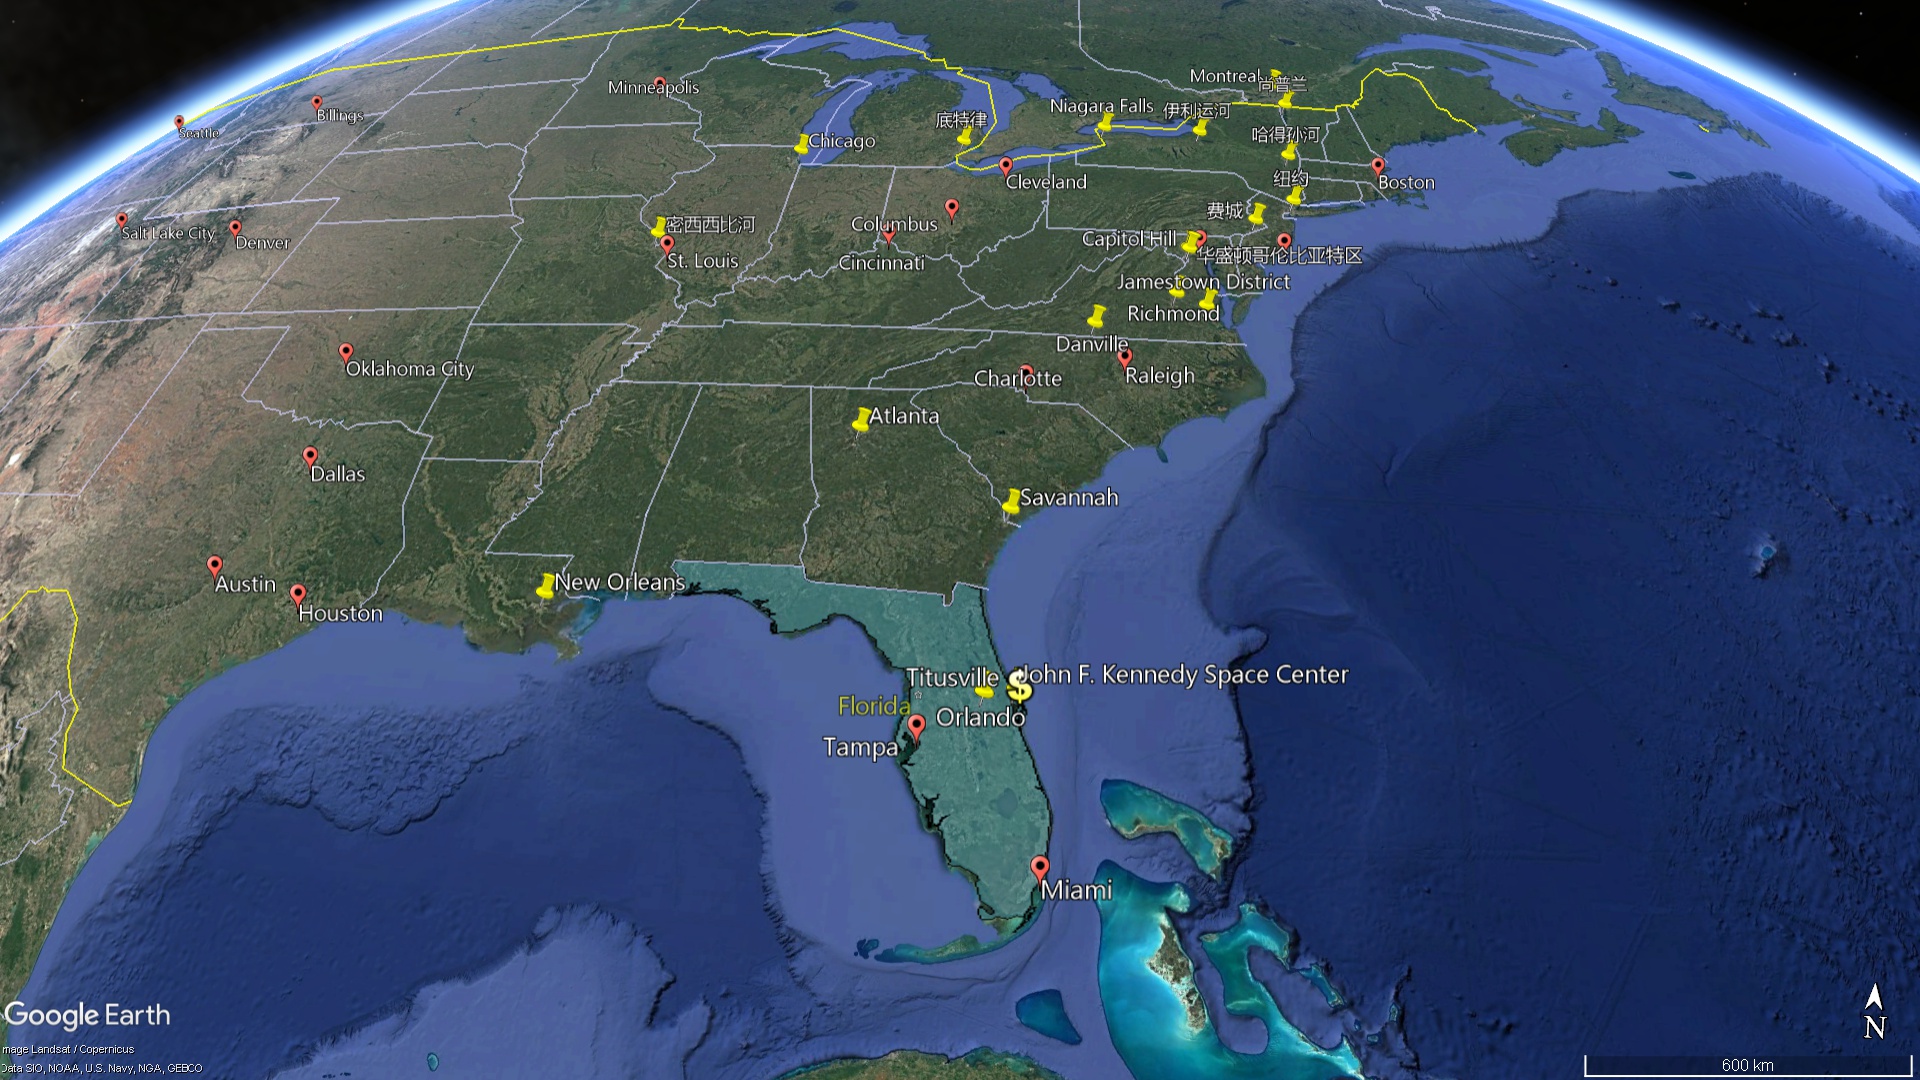 Montreal
尚普兰
Minneapolis
Billings
Niagara Falls
伊利运河
底特律
Seattle
哈得孙河
Chicago
Cleveland
纽约
Boston
费城
密西西比河
Columbus
Salt Lake City
Denver
Capitol Hill
华盛顿哥伦比亚特区
St. Louis
Cincinnati
Jamestown District
Richmond
Danville
Oklahoma City
Charlotte
Raleigh
Atlanta
Dallas
Savannah
Austin
New Orleans
Houston
Titusville
John F. Kennedy Space Center
$
Florida
Orlando
Tampa
Miami
Google Earth
mage Landsat / Copernicus
Data SIO, NOAA, U.S. Navy, NGA, GEBCO
N
600 km